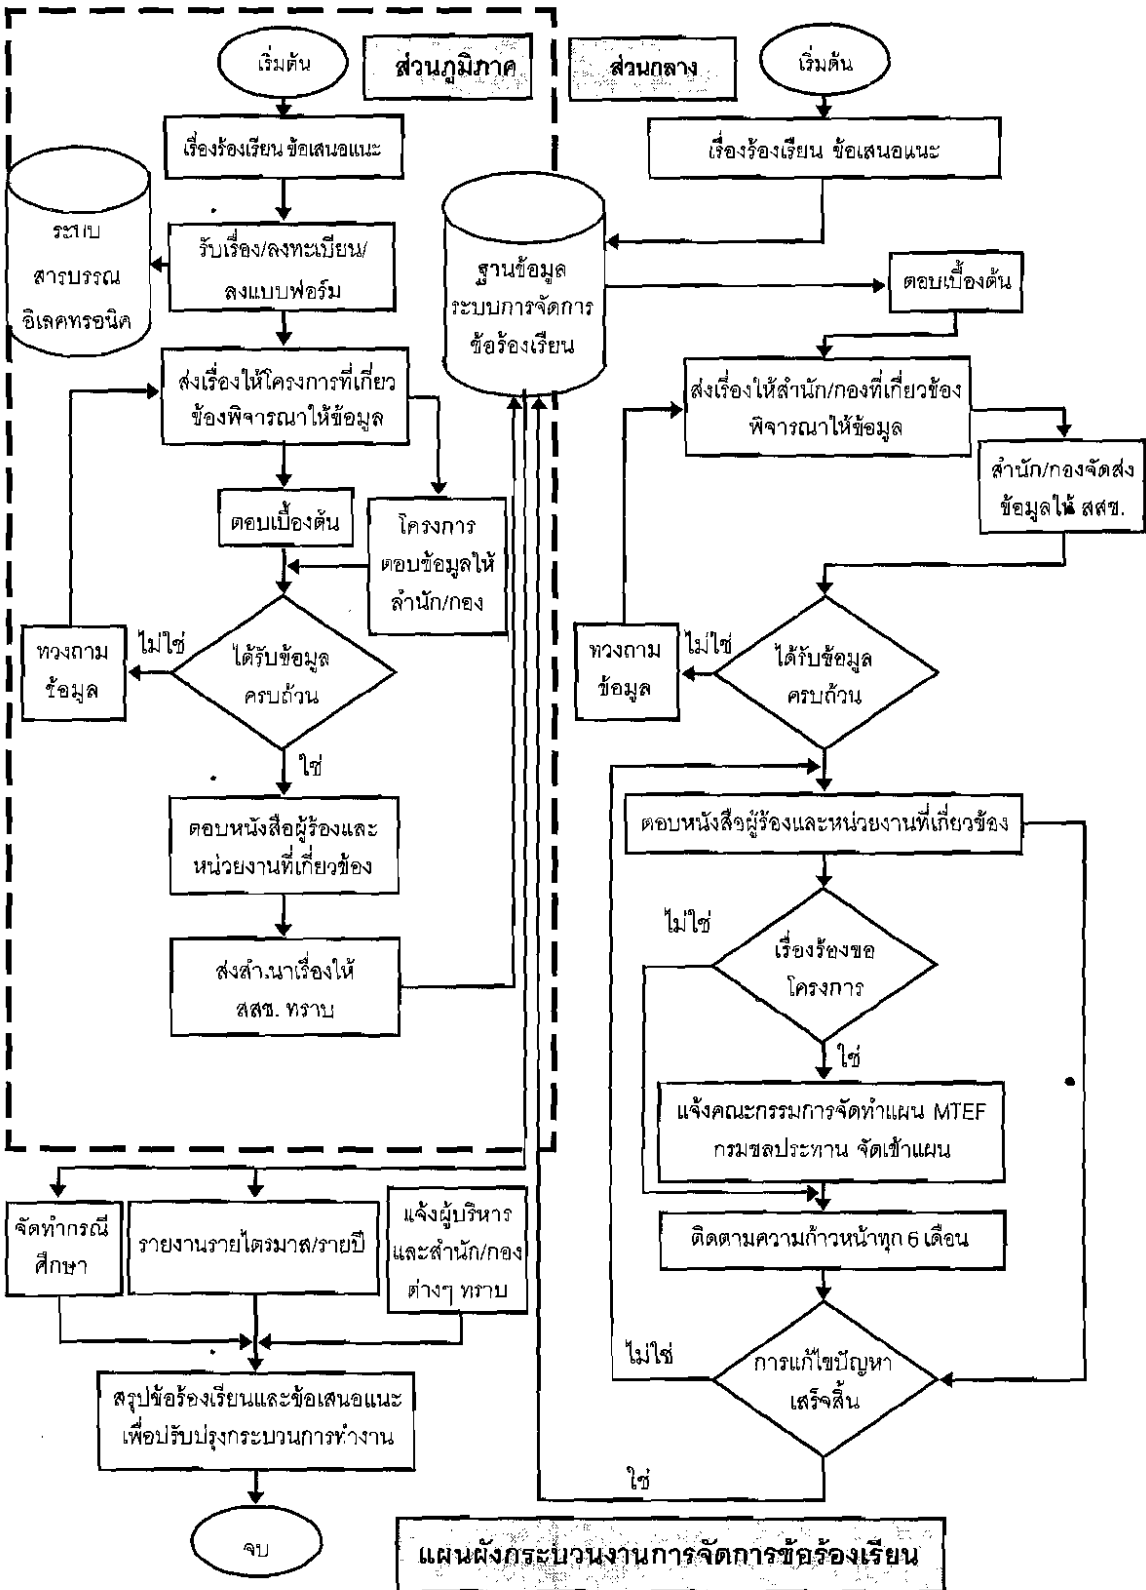 เริ่มต้น
ส่วนภูมิภาค
เรื่องร้องเรียน ข้อเสนอแนะ
ระบบ
สารบรรณ
อิเลคทรอนิค
รับเรื่อง/ลงทะเบียน/
ลงแบบฟอร์ม
ส่งเรื่องให้โครงการที่เกี่ยว
ข้องพิจารณาให้ข้อมูล
ตอบเบื้องต้น
โครงการ
ตอบข้อมูลให้
สำนัก/กอง
ทวงถาม
ข้อมูล
ไม่ใช่
ได้รับข้อมูล
ครบถ้วน
ใช่
ตอบหนังสือผู้ร้องและ
หน่วยงานที่เกี่ยวข้อง
ส่งสำเนาเรื่องให้
สสช. ทราบ
ส่วนกลาง
เริ่มต้น
เรื่องร้องเรียน ข้อเสนอแนะ
ฐานข้อมูล
ระบบการจัดการ
ข้อร้องเรียน
ตอบเบื้องต้น
ส่งเรื่องให้สำนัก/กองที่เกี่ยวข้อง
พิจารณาให้ข้อมูล
สำนัก/กองจัดส่ง
ข้อมูลให้ สสช.
ทวงถาม
ข้อมูล
ไม่ใช่
ได้รับข้อมูล
ครบถ้วน
ตอบหนังสือผู้ร้องและหน่วยงานที่เกี่ยวข้อง
ไม่ใช่
เรื่องร้องขอ
โครงการ
ใช่
แจ้งคณะกรรมการจัดทำแผน MTEF
กรมชลประทาน จัดเข้าแผน
ติดตามความก้าวหน้าทุก 6 เดือน
ไม่ใช่
การแก้ไขปัญหา
เสร็จสิ้น
ใช่
จัดทำกรณี
ศึกษา
รายงานรายไตรมาส/รายปี
แจ้งผู้บริหาร
และสำนัก/กอง
ต่างๆ ทราบ
สรุปข้อร้องเรียนและข้อเสนอแนะ
เพื่อปรับปรุงกระบวนการทำงาน
จบ
แผนผังกระบวนงานการจัดการข้อร้องเรียน